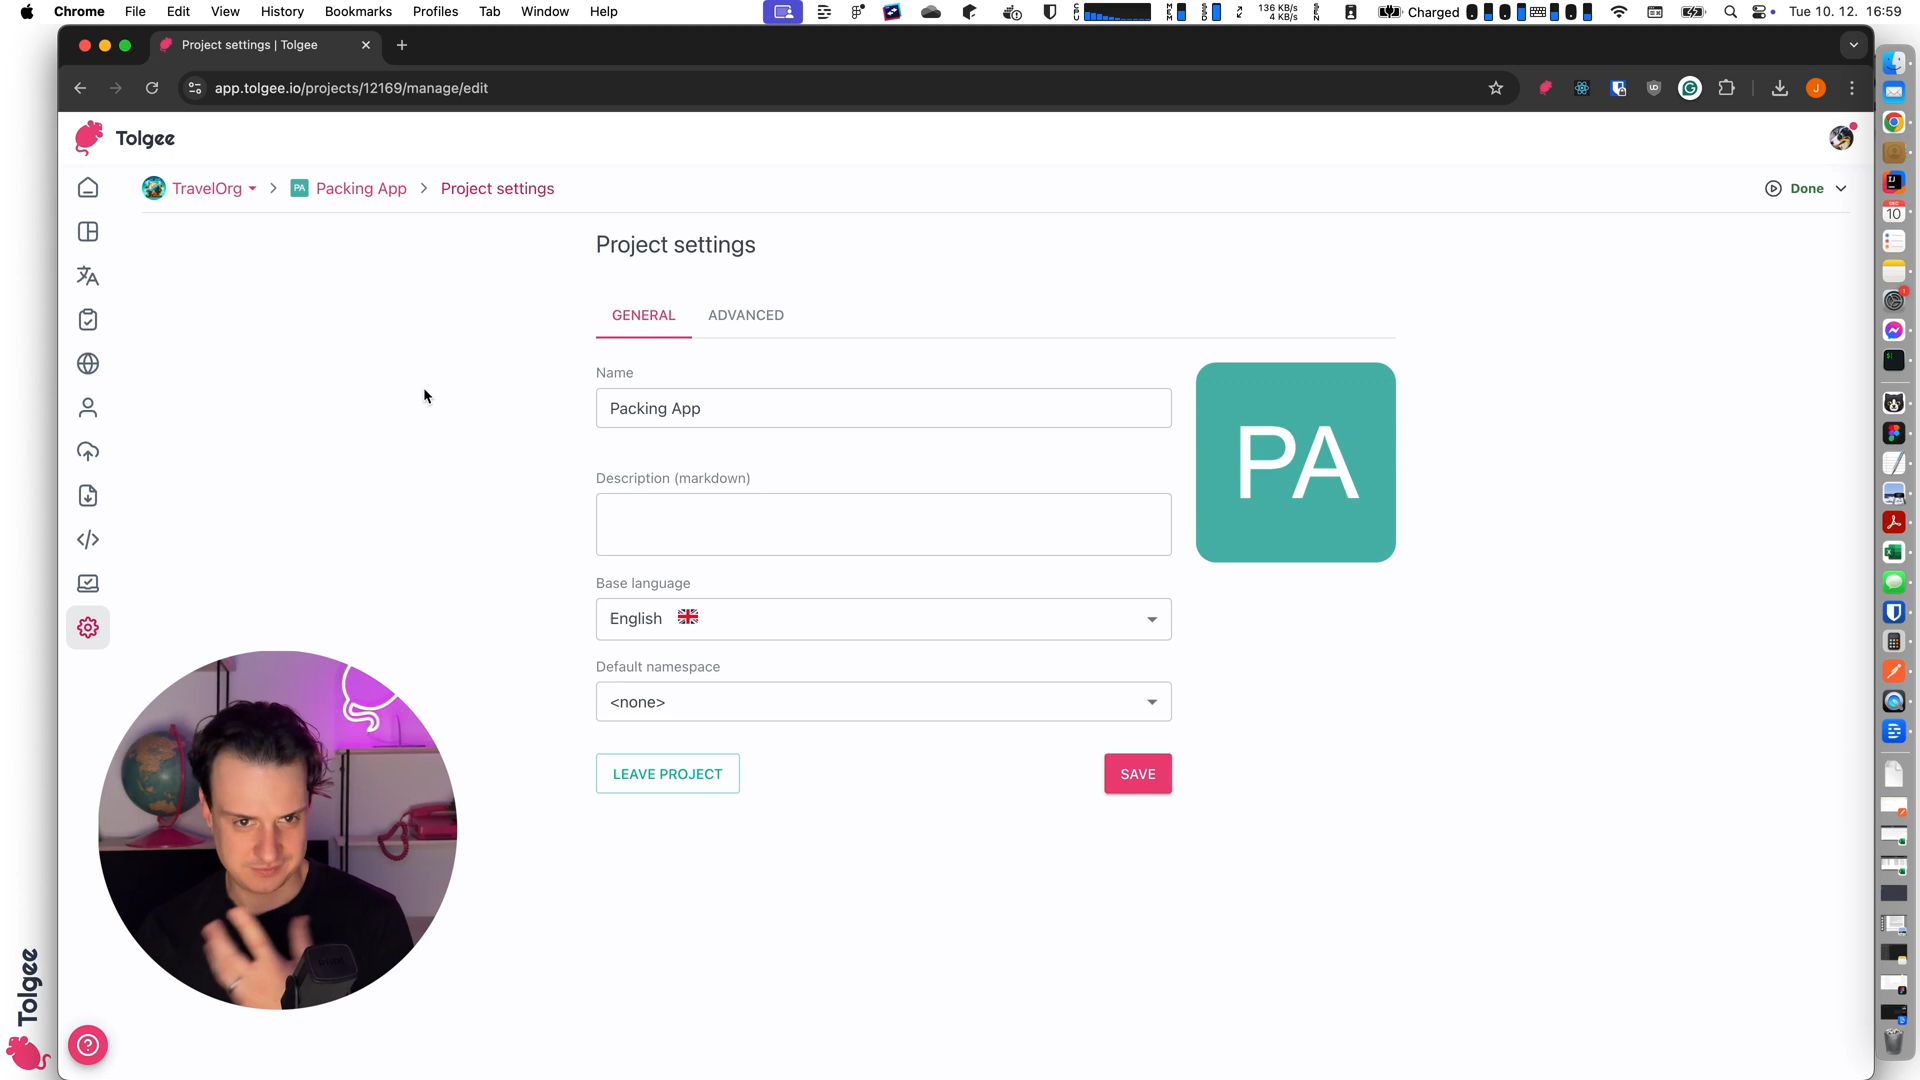 Chrome File Edit View History Bookmarks Profiles Tab Window Help
136 KB/s
4 KB/s
Charged
Tue 10. 12. 16:59
Project settings | Tolgee
app.tolgee.io/projects/12169/manage/edit
J
Tolgee
TravelOrg > PA Packing App > Project settings
Done
Project settings
GENERAL ADVANCED
Name
Packing App
PA
Description (markdown)
Base language
English
Default namespace
<none>
LEAVE PROJECT
SAVE
Tolgee